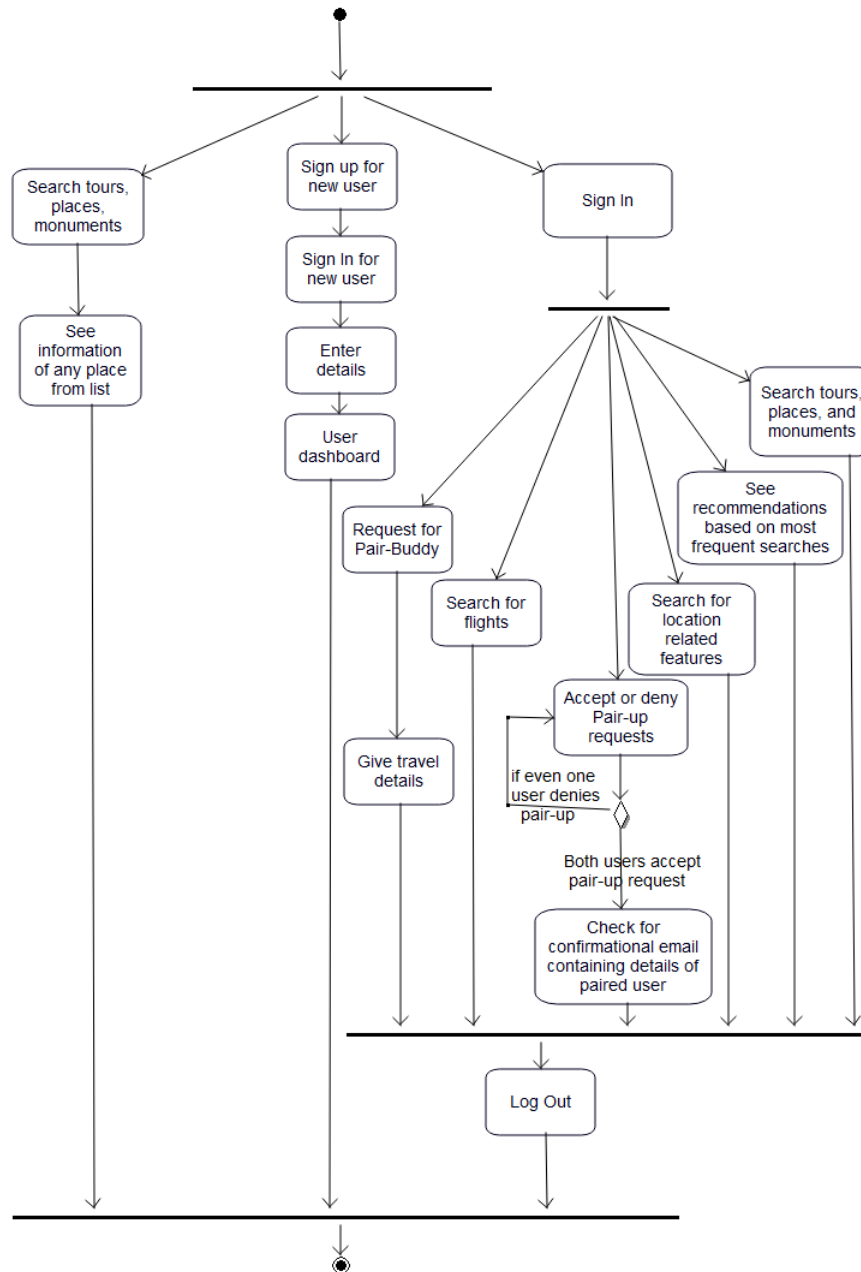 Search tours,
places,
monuments
Sign up for
new user
Sign In
Sign In for
new user
See
information
of any place
from list
Enter
details
User
dashboard
Search tours,
places, and
monuments
See
recommendations
based on most
frequent searches
Request for
Pair-Buddy
Search for
flights
Search for
location
related
features
Accept or deny
Pair-up
requests
Give travel
details
if even one
user denies
pair-up
Both users accept
pair-up request
Check for
confirmational email
containing details of
paired user
Log Out